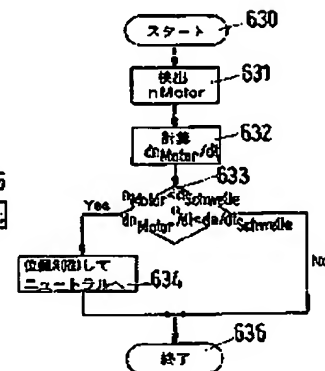 スタート
630
検出
nMotor
631
計算
dnMotor/dt
632
633
nMotor<nSchwelle
dnMotor/dt<dn/dtSchwelle
Yes
No
位置制御して
ニュートラルへ
634
終了
636